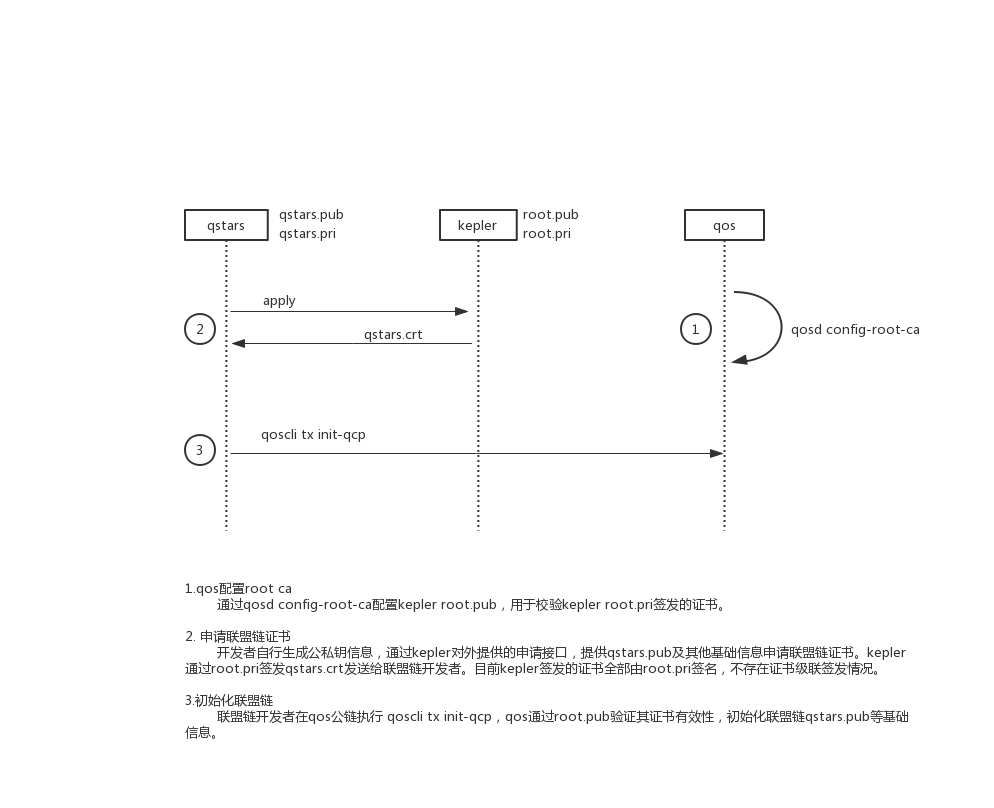 qstars
qstars.pub
qstars.pri
kepler
root.pub
root.pri
qos
apply
2
qstars.crt
1
qosd config-root-ca
qoscli tx init-qcp
3
1.qos配置root ca
通过qosd config-root-ca配置kepler root.pub，用于校验kepler root.pri签发的证书。
2. 申请联盟链证书
开发者自行生成公私钥信息，通过kepler对外提供的申请接口，提供qstars.pub及其他基础信息申请联盟链证书。kepler
通过root.pri签发qstars.crt发送给联盟链开发者。目前kepler签发的证书全部由root.pri签名，不存在证书级联签发情况。
3.初始化联盟链
联盟链开发者在qos公链执行 qoscli tx init-qcp，qos通过root.pub验证其证书有效性，初始化联盟链qstars.pub等基础
信息。